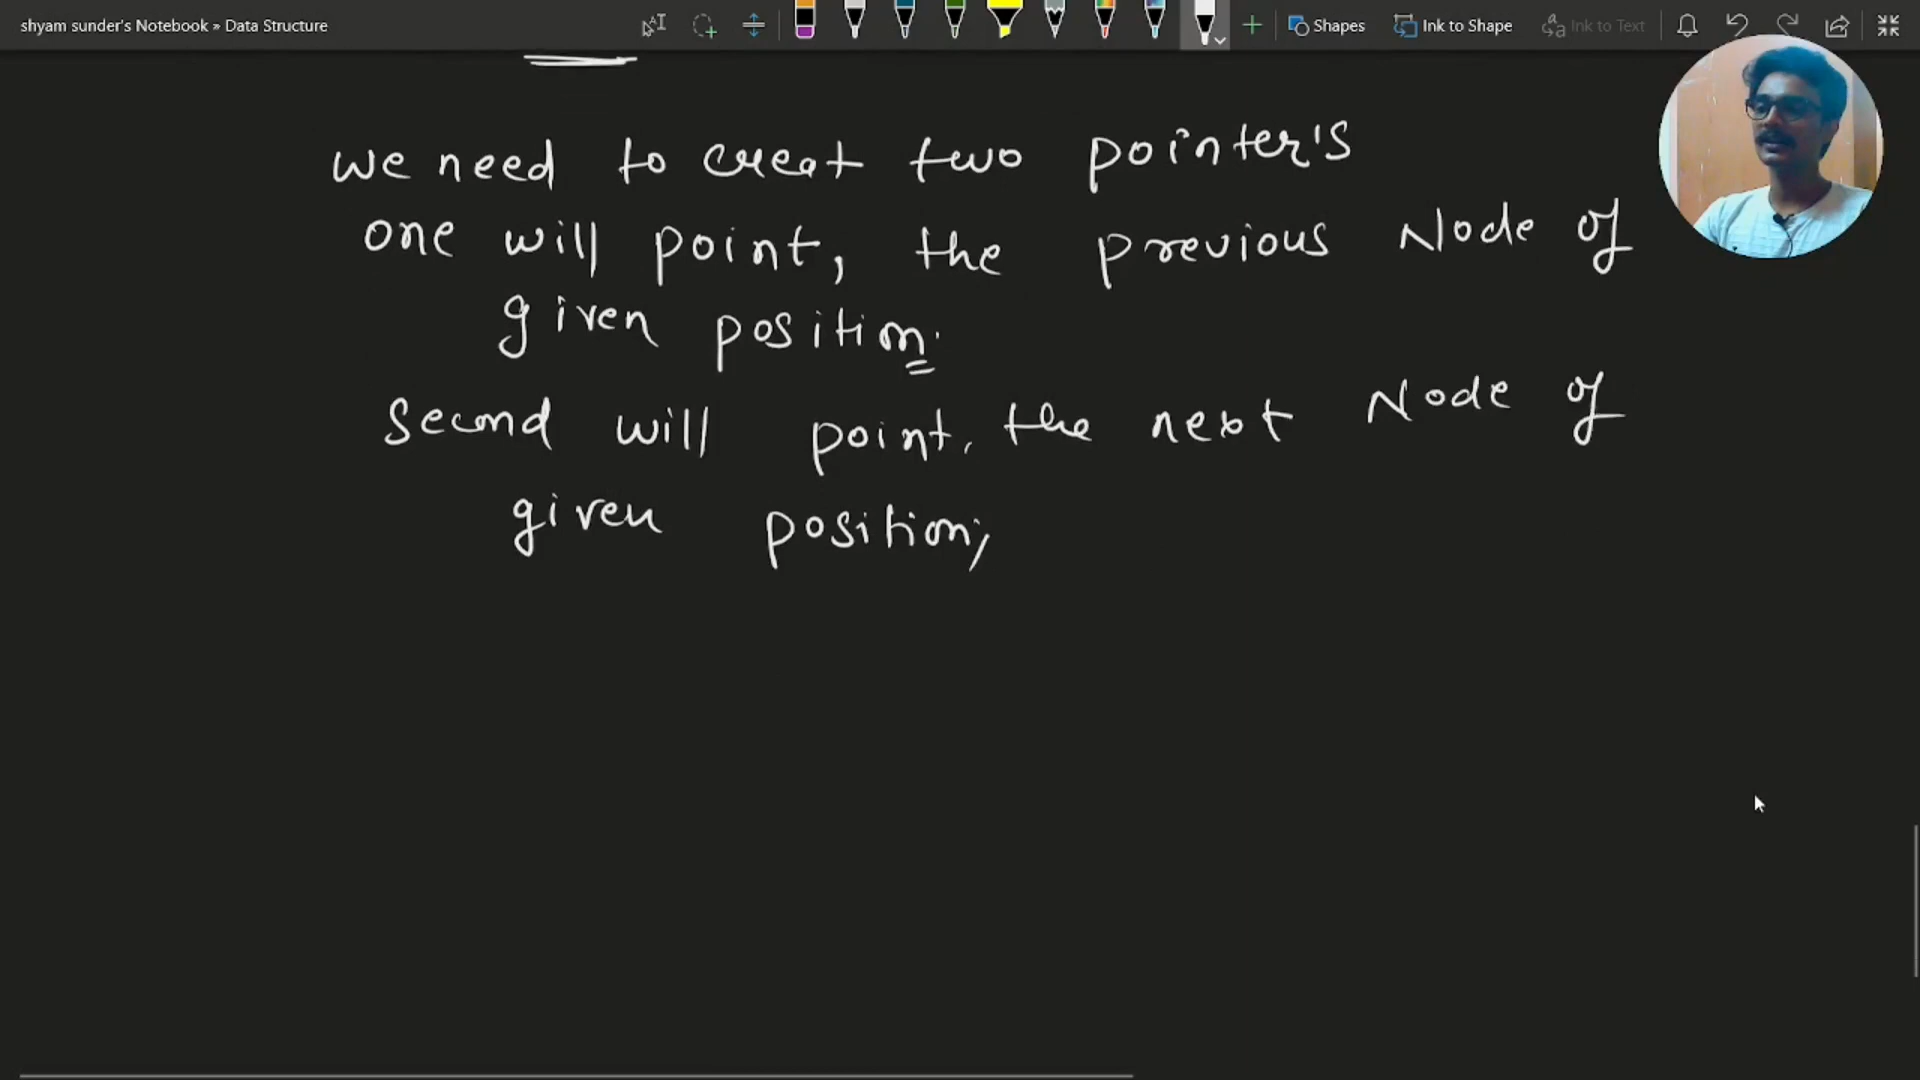 shyam sunder's Notebook » Data Structure
Shapes
Ink to Shape
Ink to Text
we need to creat two pointer's
one will point, the previous Node of
given position.
second will point, the next Node of
given position;